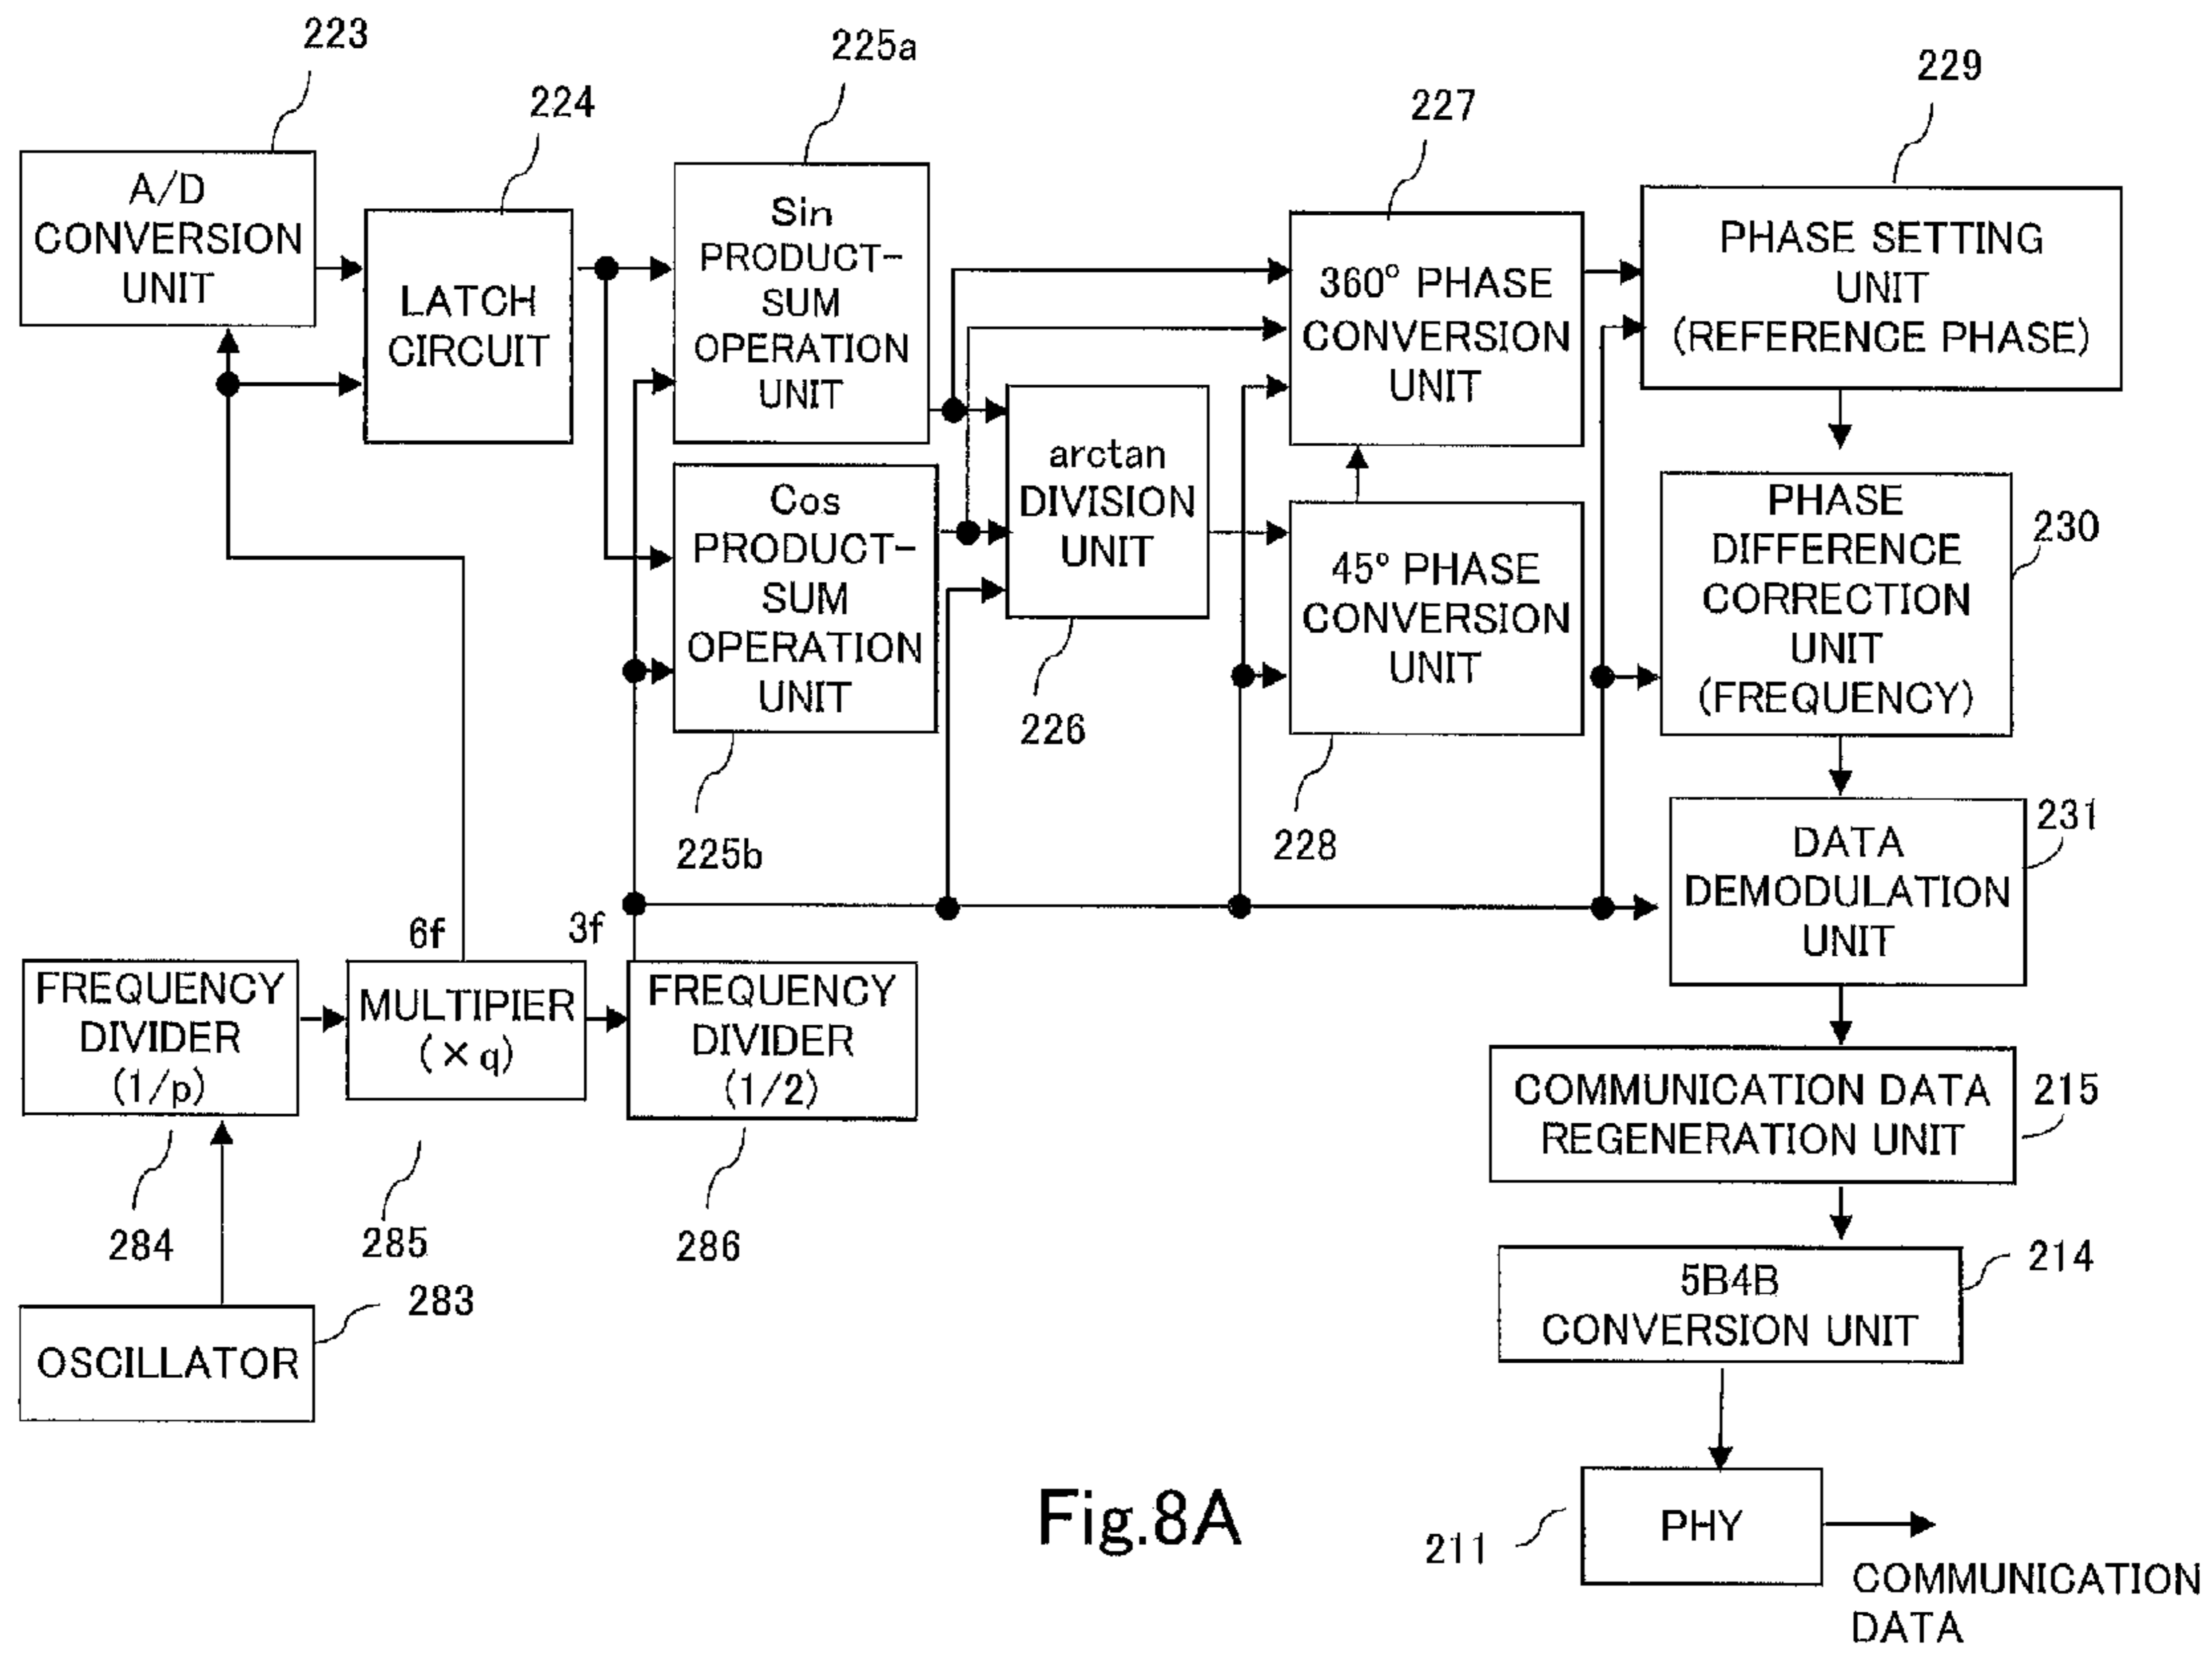 223
A/D
CONVERSION
UNIT
224
LATCH
CIRCUIT
225a
Sin
PRODUCT-
SUM
OPERATION
UNIT
Cos
PRODUCT-
SUM
OPERATION
UNIT
225b
arctan
DIVISION
UNIT
226
227
360° PHASE
CONVERSION
UNIT
45° PHASE
CONVERSION
UNIT
228
229
PHASE SETTING
UNIT
(REFERENCE PHASE)
PHASE
DIFFERENCE
CORRECTION
UNIT
(FREQUENCY)
230
DATA
DEMODULATION
UNIT
231
6f
3f
FREQUENCY
DIVIDER
(1/p)
284
MULTIPIER
(×q)
285
FREQUENCY
DIVIDER
(1/2)
286
OSCILLATOR
283
COMMUNICATION DATA
REGENERATION UNIT
215
5B4B
CONVERSION UNIT
214
PHY
211
COMMUNICATION
DATA
Fig.8A